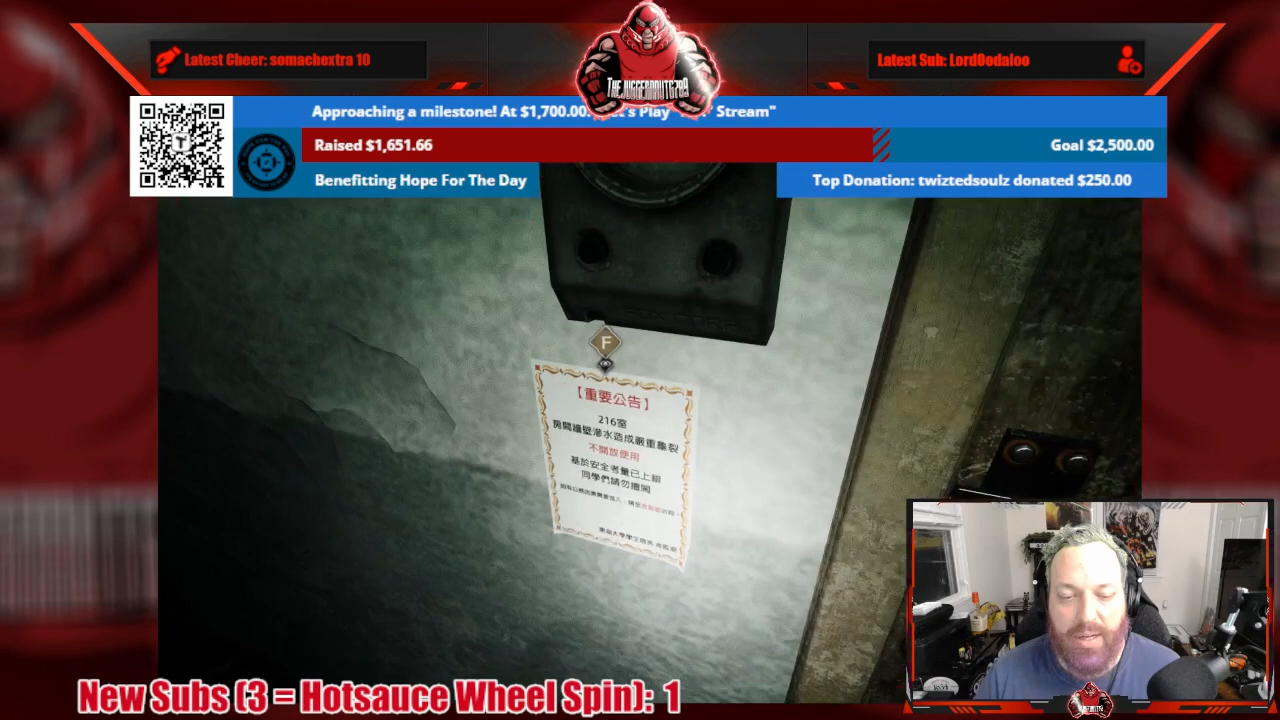 Latest Cheer: somachextra 10
THEJUGGERNAUT6789
Latest Sub: LordOodaloo
Approaching a milestone! At $1,700.00: Stream"
Raised $1,651.66
Goal $2,500.00
Benefitting Hope For The Day
Top Donation: twiztedsoulz donated $250.00
F
【重要公告】
216室
房間牆壁滲水造成嚴重龜裂
不開放使用
基於安全考量已上鎖
同學們請勿擅闖
New Subs (3 = Hotsauce Wheel Spin): 1